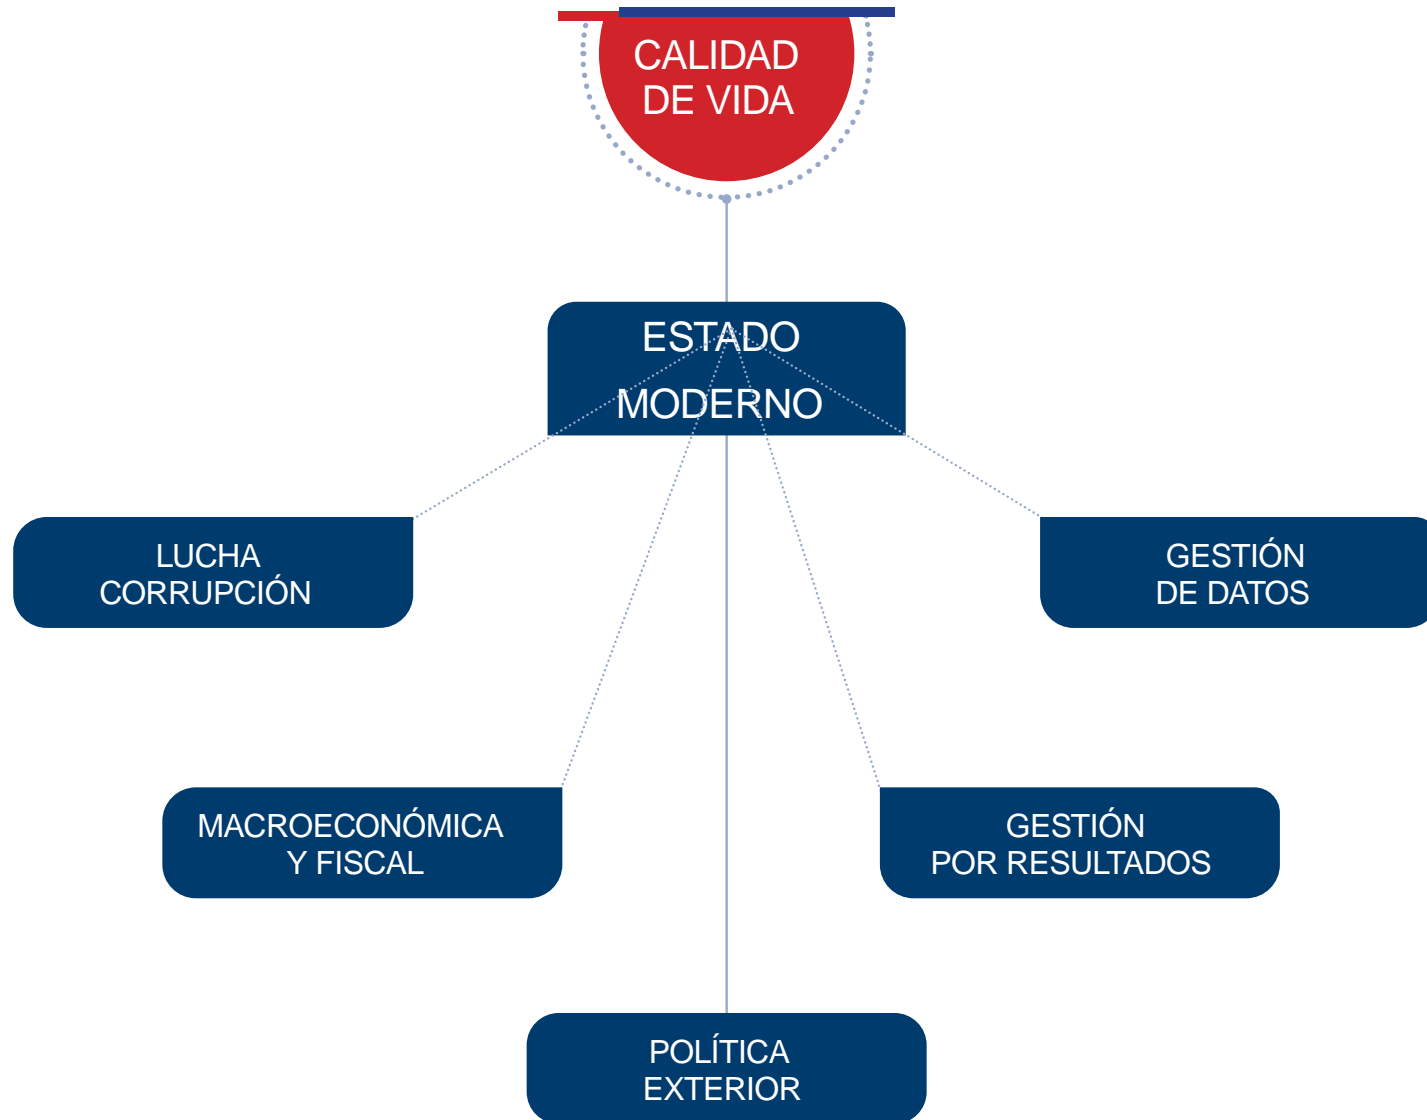 CALIDAD
DE VIDA
ESTADO
MODERNO
LUCHA
CORRUPCIÓN
GESTIÓN
DE DATOS
MACROECONÓMICA
Y FISCAL
GESTIÓN
POR RESULTADOS
POLÍTICA
EXTERIOR